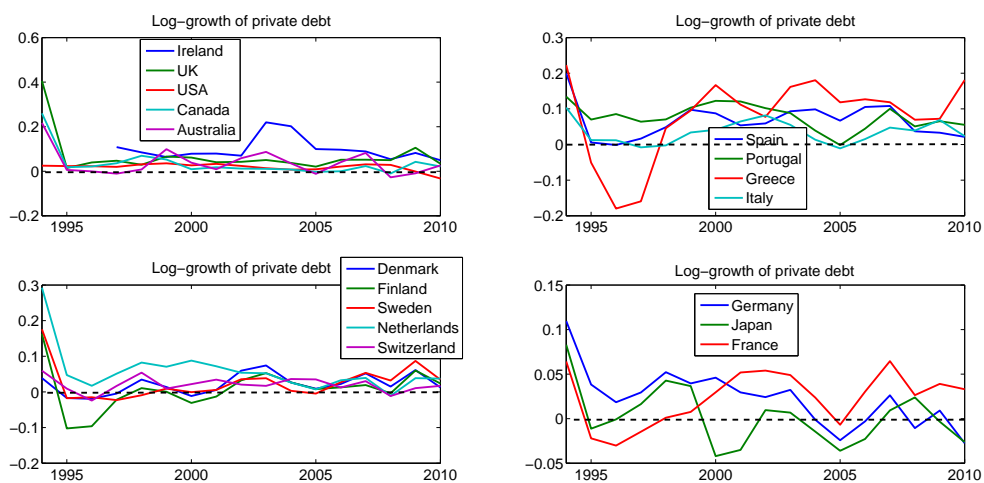 Log−growth of private debt
0.6
0.4
0.2
0
−0.2
1995
2000
2005
2010
Ireland
UK
USA
Canada
Australia
Log−growth of private debt
0.3
0.2
0.1
0
−0.1
−0.2
1995
2000
2005
2010
Spain
Portugal
Greece
Italy
Log−growth of private debt
0.3
0.2
0.1
0
−0.1
−0.2
1995
2000
2005
2010
Denmark
Finland
Sweden
Netherlands
Switzerland
Log−growth of private debt
0.15
0.1
0.05
0
−0.05
1995
2000
2005
2010
Germany
Japan
France